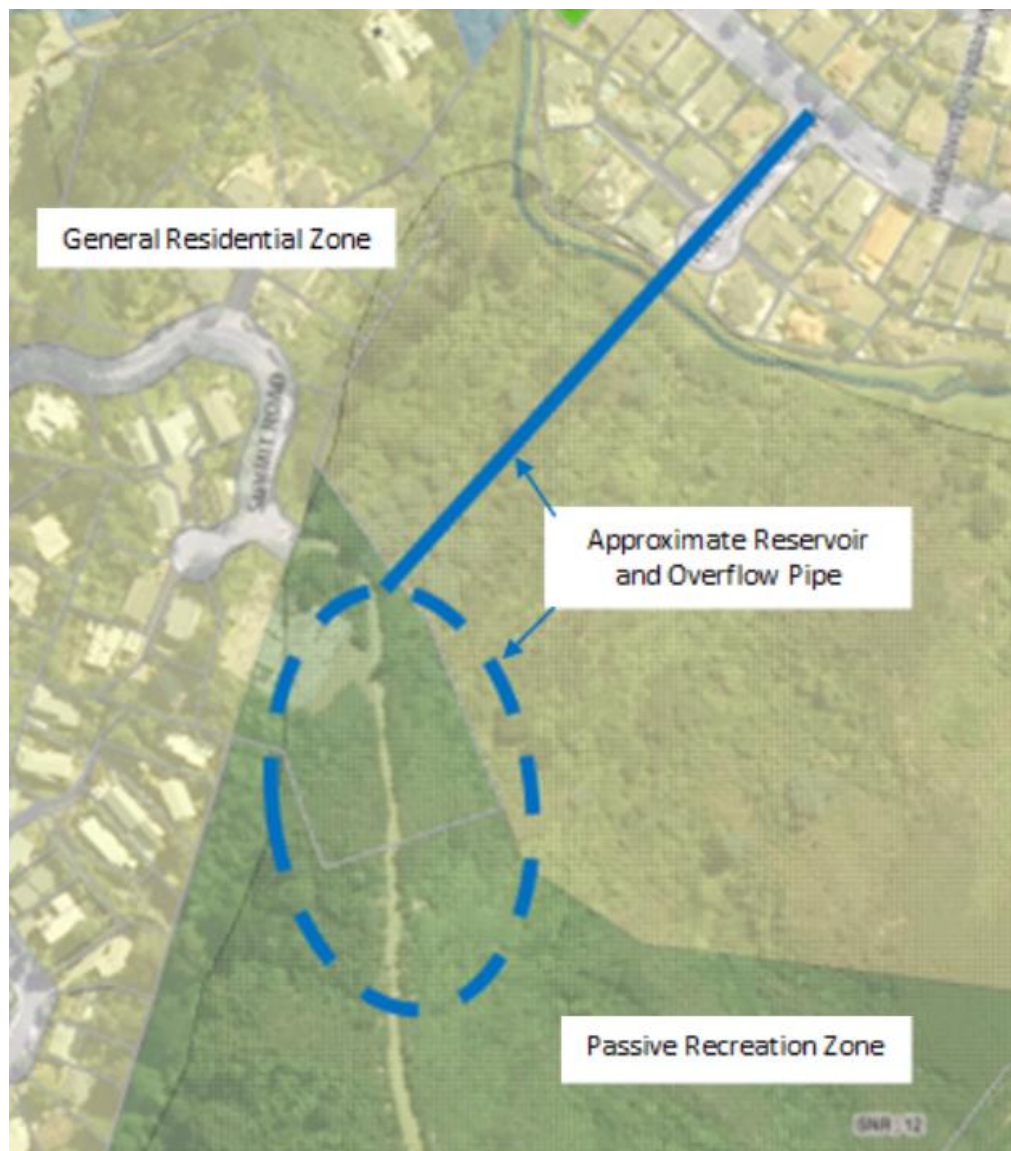 General Residential Zone
SUMMIT ROAD
Approximate Reservoir
and Overflow Pipe
Passive Recreation Zone
SNR 12